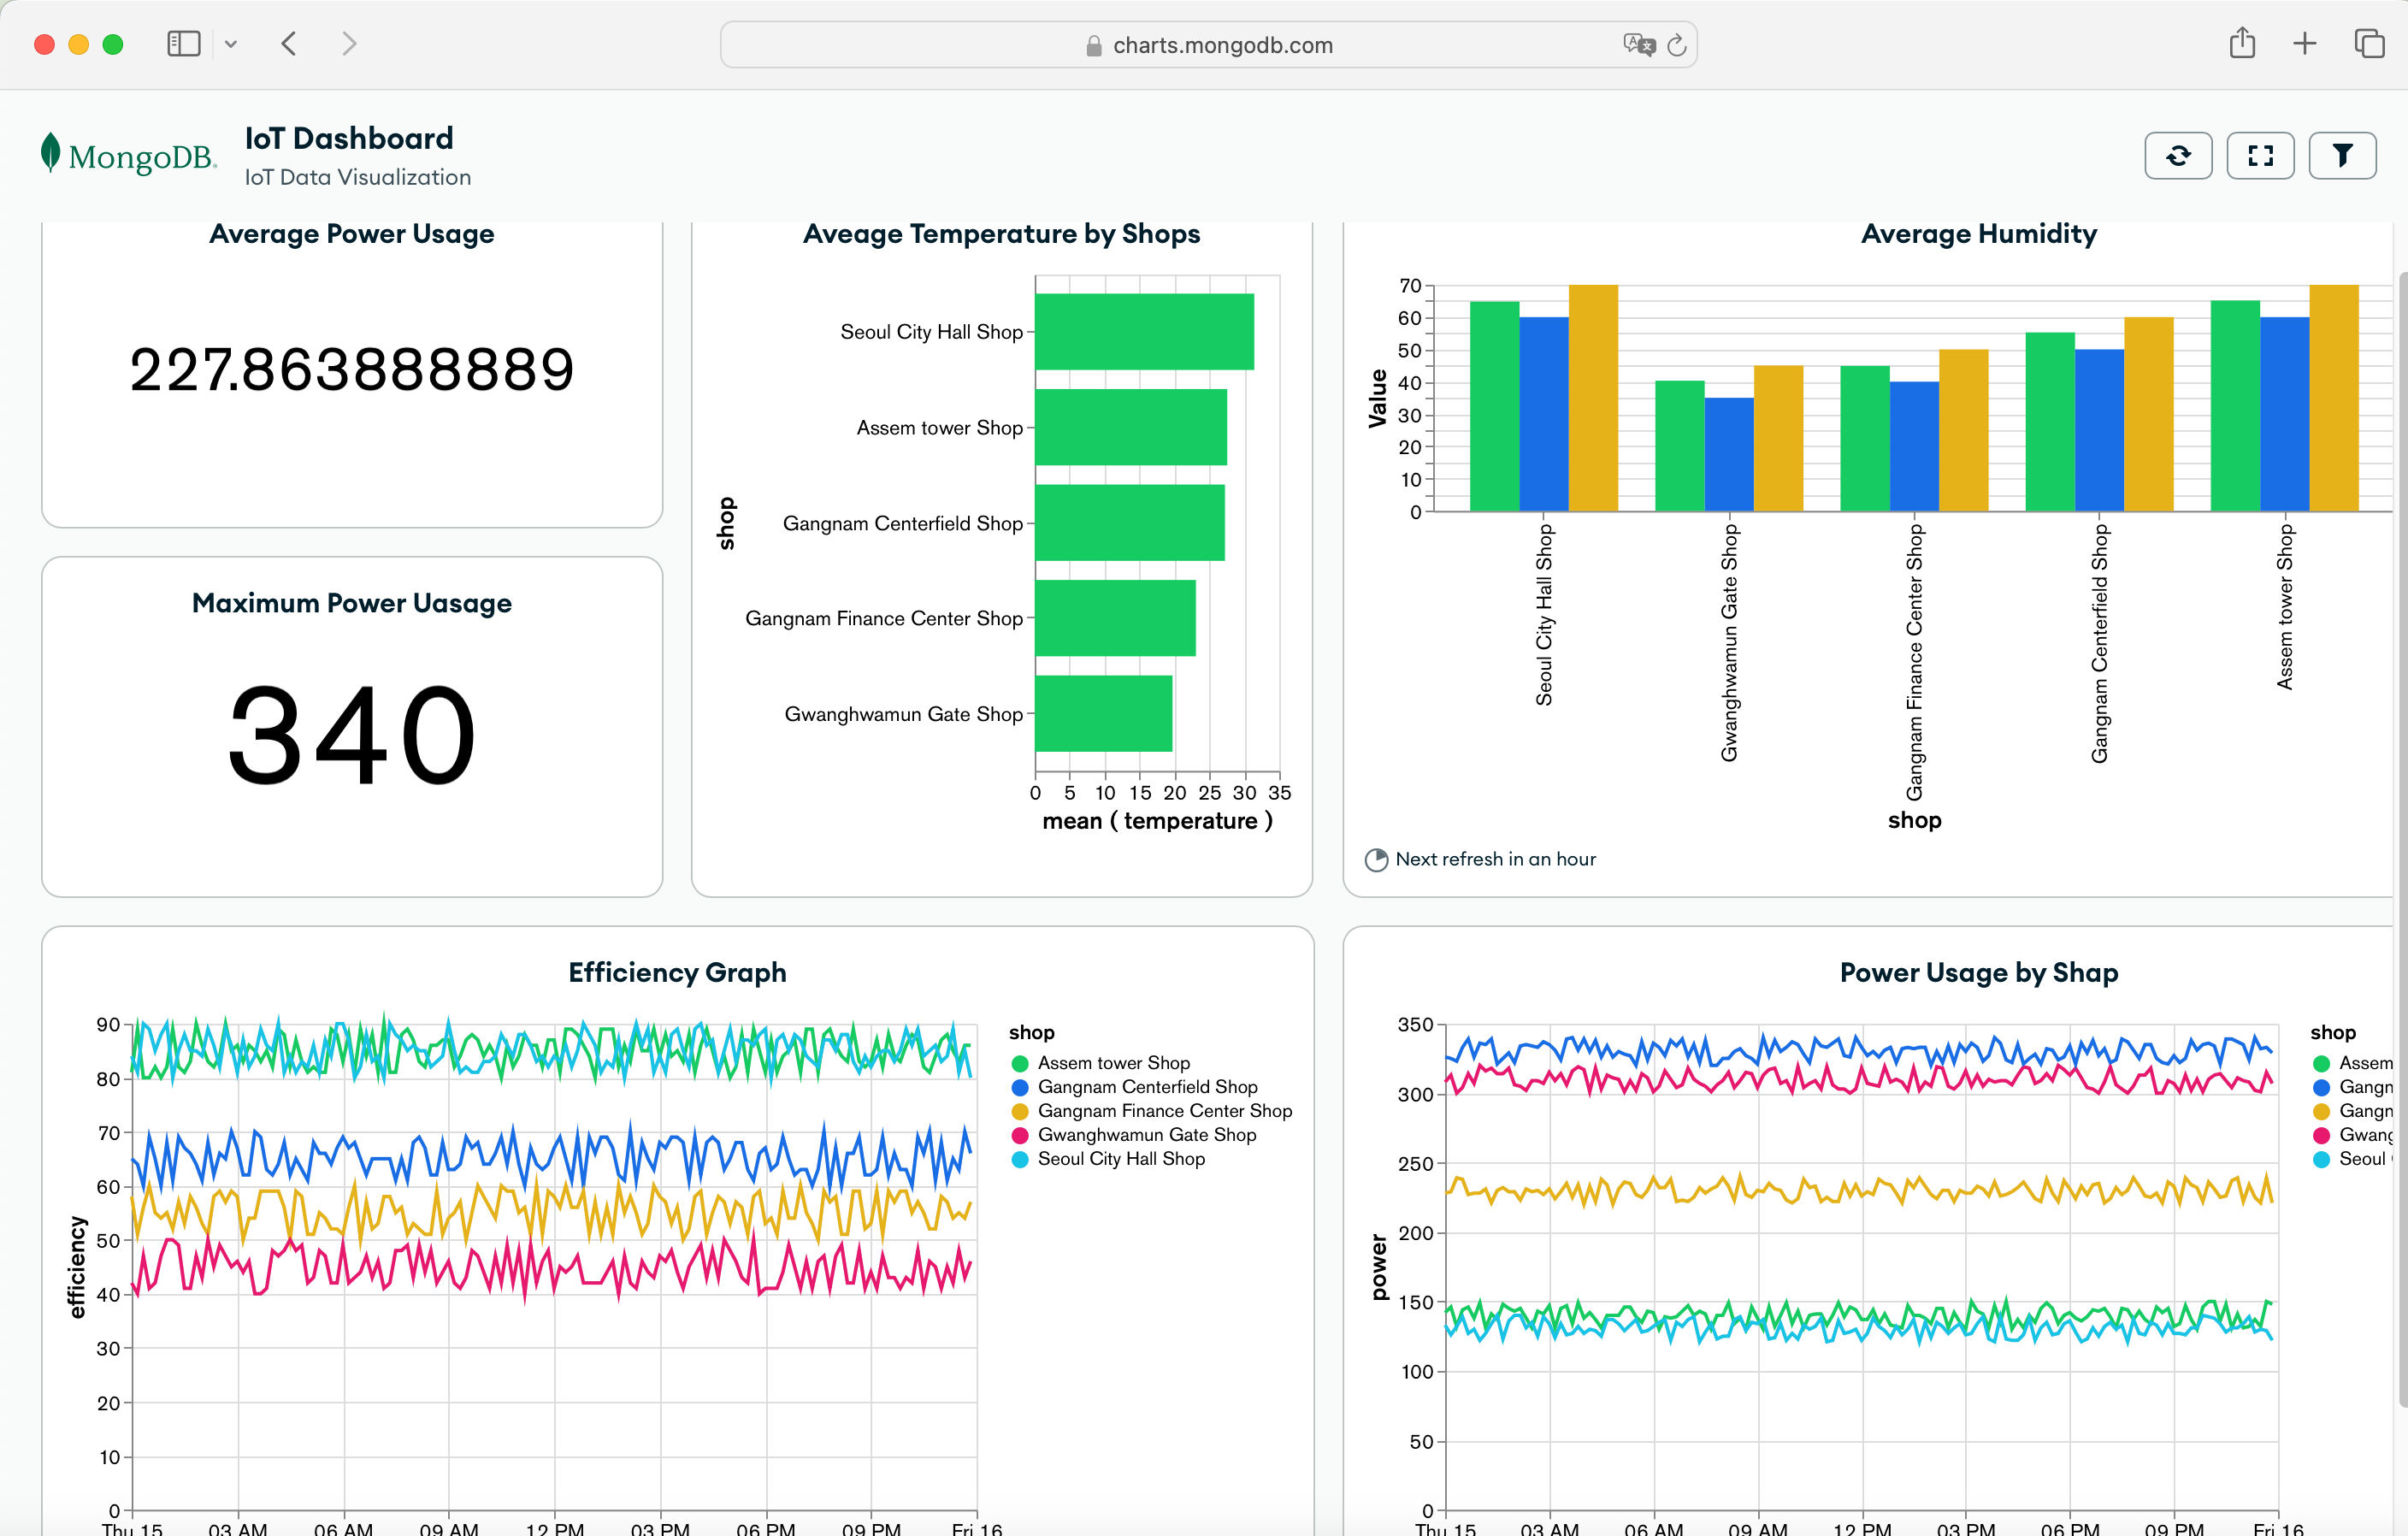 charts.mongodb.com
MongoDB.
IoT Dashboard
IoT Data Visualization
Average Power Usage
227.863888888889
Maximum Power Uasage
340
Aveage Temperature by Shops
shop
Seoul City Hall Shop
Assem tower Shop
Gangnam Centerfield Shop
Gangnam Finance Center Shop
Gwanghwamun Gate Shop
0 5 10 15 20 25 30 35
mean ( temperature )
Average Humidity
Value
70
60
50
40
30
20
10
0
Seoul City Hall Shop
Gwanghwamun Gate Shop
Gangnam Finance Center Shop
Gangnam Centerfield Shop
Assem tower Shop
shop
Next refresh in an hour
Efficiency Graph
efficiency
90
80
70
60
50
40
30
20
10
0
Thu 15 03 AM 06 AM 09 AM 12 PM 03 PM 06 PM 09 PM Fri 16
shop
Assem tower Shop
Gangnam Centerfield Shop
Gangnam Finance Center Shop
Gwanghwamun Gate Shop
Seoul City Hall Shop
Power Usage by Shap
power
350
300
250
200
150
100
50
0
Thu 15 03 AM 06 AM 09 AM 12 PM 03 PM 06 PM 09 PM Fri 16
shop
Assem
Gangn
Gangn
Gwang
Seoul